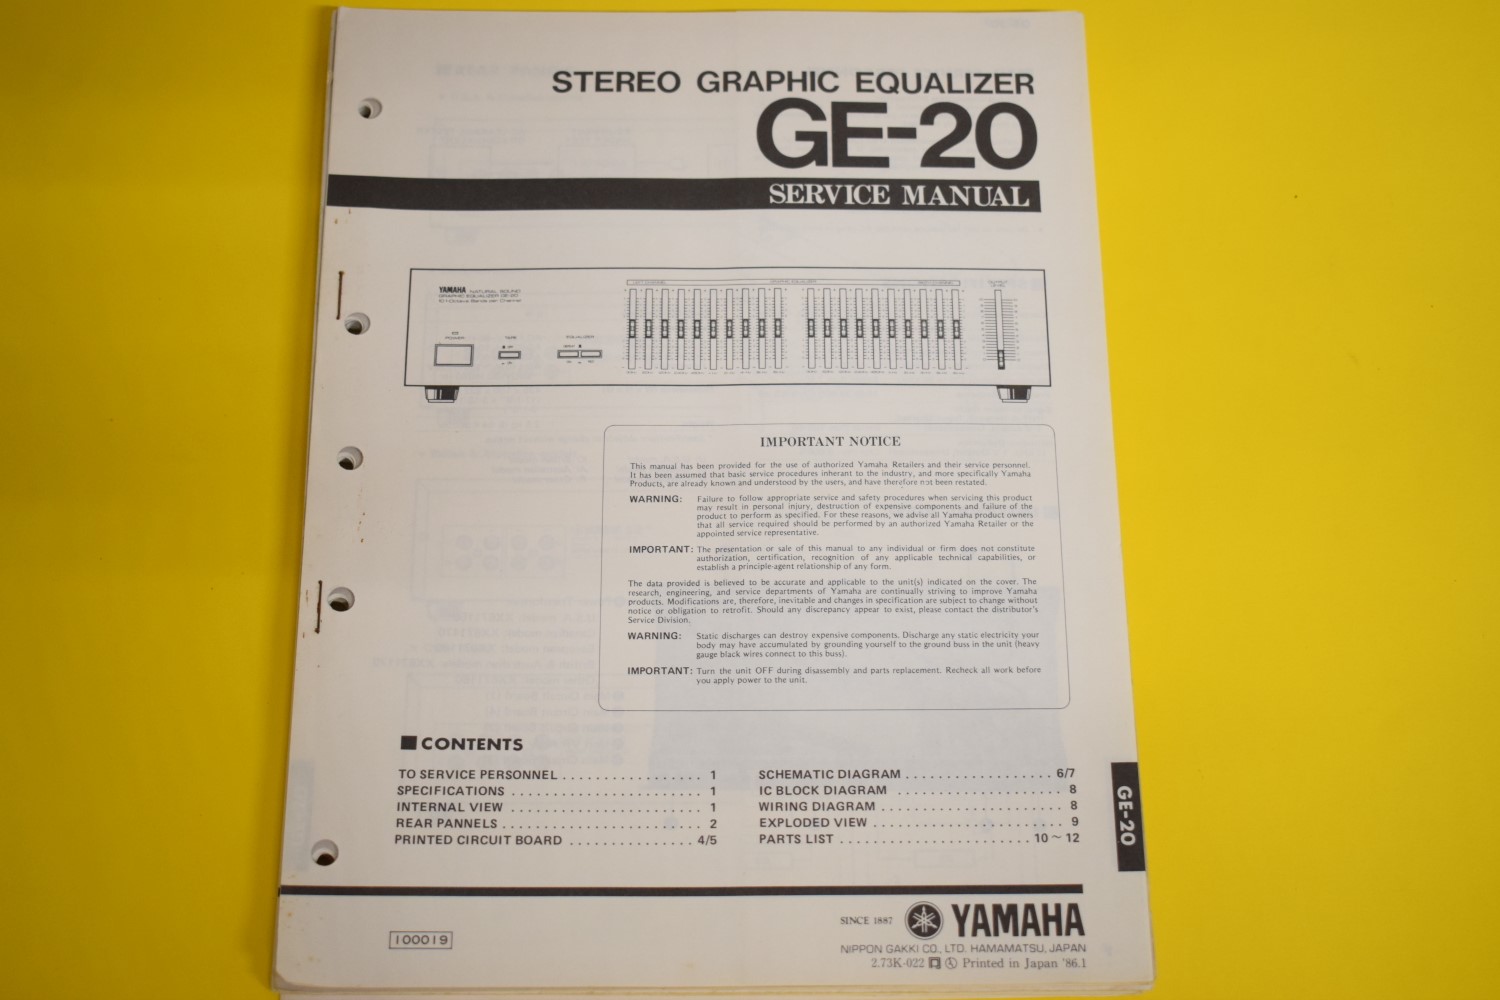 STEREO GRAPHIC EQUALIZER
GE-20
SERVICE MANUAL
YAMAHA NATURAL SOUND
GRAPHIC EQUALIZER GE-20
POWER
TAPE
EQUALIZER
IMPORTANT NOTICE
This manual has been provided for the use of authorized Yamaha Retailers and their service personnel.
It has been assumed that basic service procedures inherant to the industry, and more specifically Yamaha
Products, are already known and understood by the users, and have therefore not been restated.
WARNING: Failure to follow appropriate service and safety procedures when servicing this product
may result in personal injury, destruction of expensive components and failure of the
product to perform as specified. For these reasons, we advise all Yamaha product owners
that all service required should be performed by an authorized Yamaha Retailer or the
appointed service representative.
IMPORTANT: The presentation or sale of this manual to any individual or firm does not constitute
authorization, certification, recognition of any applicable technical capabilities, or
establish a principle-agent relationship of any form.
The data provided is believed to be accurate and applicable to the unit(s) indicated on the cover. The
research, engineering, and service departments of Yamaha are continually striving to improve Yamaha
products. Modifications are, therefore, inevitable and changes in specification are subject to change without
notice or obligation to retrofit. Should any discrepancy appear to exist, please contact the distributor's
Service Division.
WARNING: Static discharges can destroy expensive components. Discharge any static electricity your
body may have accumulated by grounding yourself to the ground buss in the unit (heavy
gauge black wires connect to this buss).
IMPORTANT: Turn the unit OFF during disassembly and parts replacement. Recheck all work before
you apply power to the unit.
■ CONTENTS
TO SERVICE PERSONNEL . . . . . . . . . . . . . . . . . 1
SPECIFICATIONS . . . . . . . . . . . . . . . . . . . . . . . 1
INTERNAL VIEW . . . . . . . . . . . . . . . . . . . . . . . 1
REAR PANNELS . . . . . . . . . . . . . . . . . . . . . . . . 2
PRINTED CIRCUIT BOARD . . . . . . . . . . . . . . . 4/5
SCHEMATIC DIAGRAM . . . . . . . . . . . . . . . . . . 6/7
IC BLOCK DIAGRAM . . . . . . . . . . . . . . . . . . . . 8
WIRING DIAGRAM . . . . . . . . . . . . . . . . . . . . . . 8
EXPLODED VIEW . . . . . . . . . . . . . . . . . . . . . . . 9
PARTS LIST . . . . . . . . . . . . . . . . . . . . . . . 10 ~ 12
GE-20
SINCE 1887 YAMAHA
NIPPON GAKKI CO., LTD. HAMAMATSU, JAPAN
100019
2.73K-022 Printed in Japan '86.1